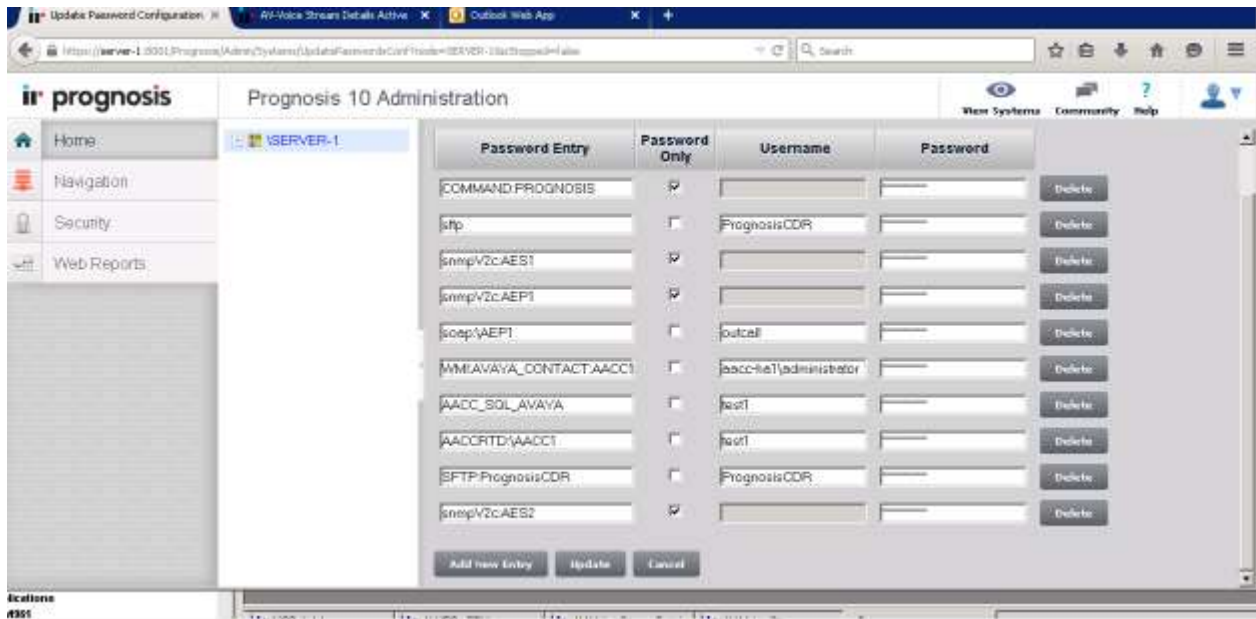 Update Password Configuration
AV-Voice Stream Details Active
Outlook Web App
Search
ir prognosis
Prognosis 10 Administration
View Systems
Community
Help
Home
Navigation
Security
Web Reports
\SERVER-1
Password Entry
Password Only
Username
Password
COMMAND:PROGNOSIS
Delete
sftp PrognosisCDR
Delete
snmpV2c:AES1
Delete
snmpV2c:AEP1
Delete
soap:\AEP1 outcall
Delete
WMI:AVAYA_CONTACT:AACC1 aacc-ha1\administrator
Delete
AACC_SQL_AVAYA test1
Delete
AACCRTD:\AACC1 test1
Delete
SFTP:PrognosisCDR PrognosisCDR
Delete
snmpV2c:AES2
Delete
Add new Entry
Update
Cancel